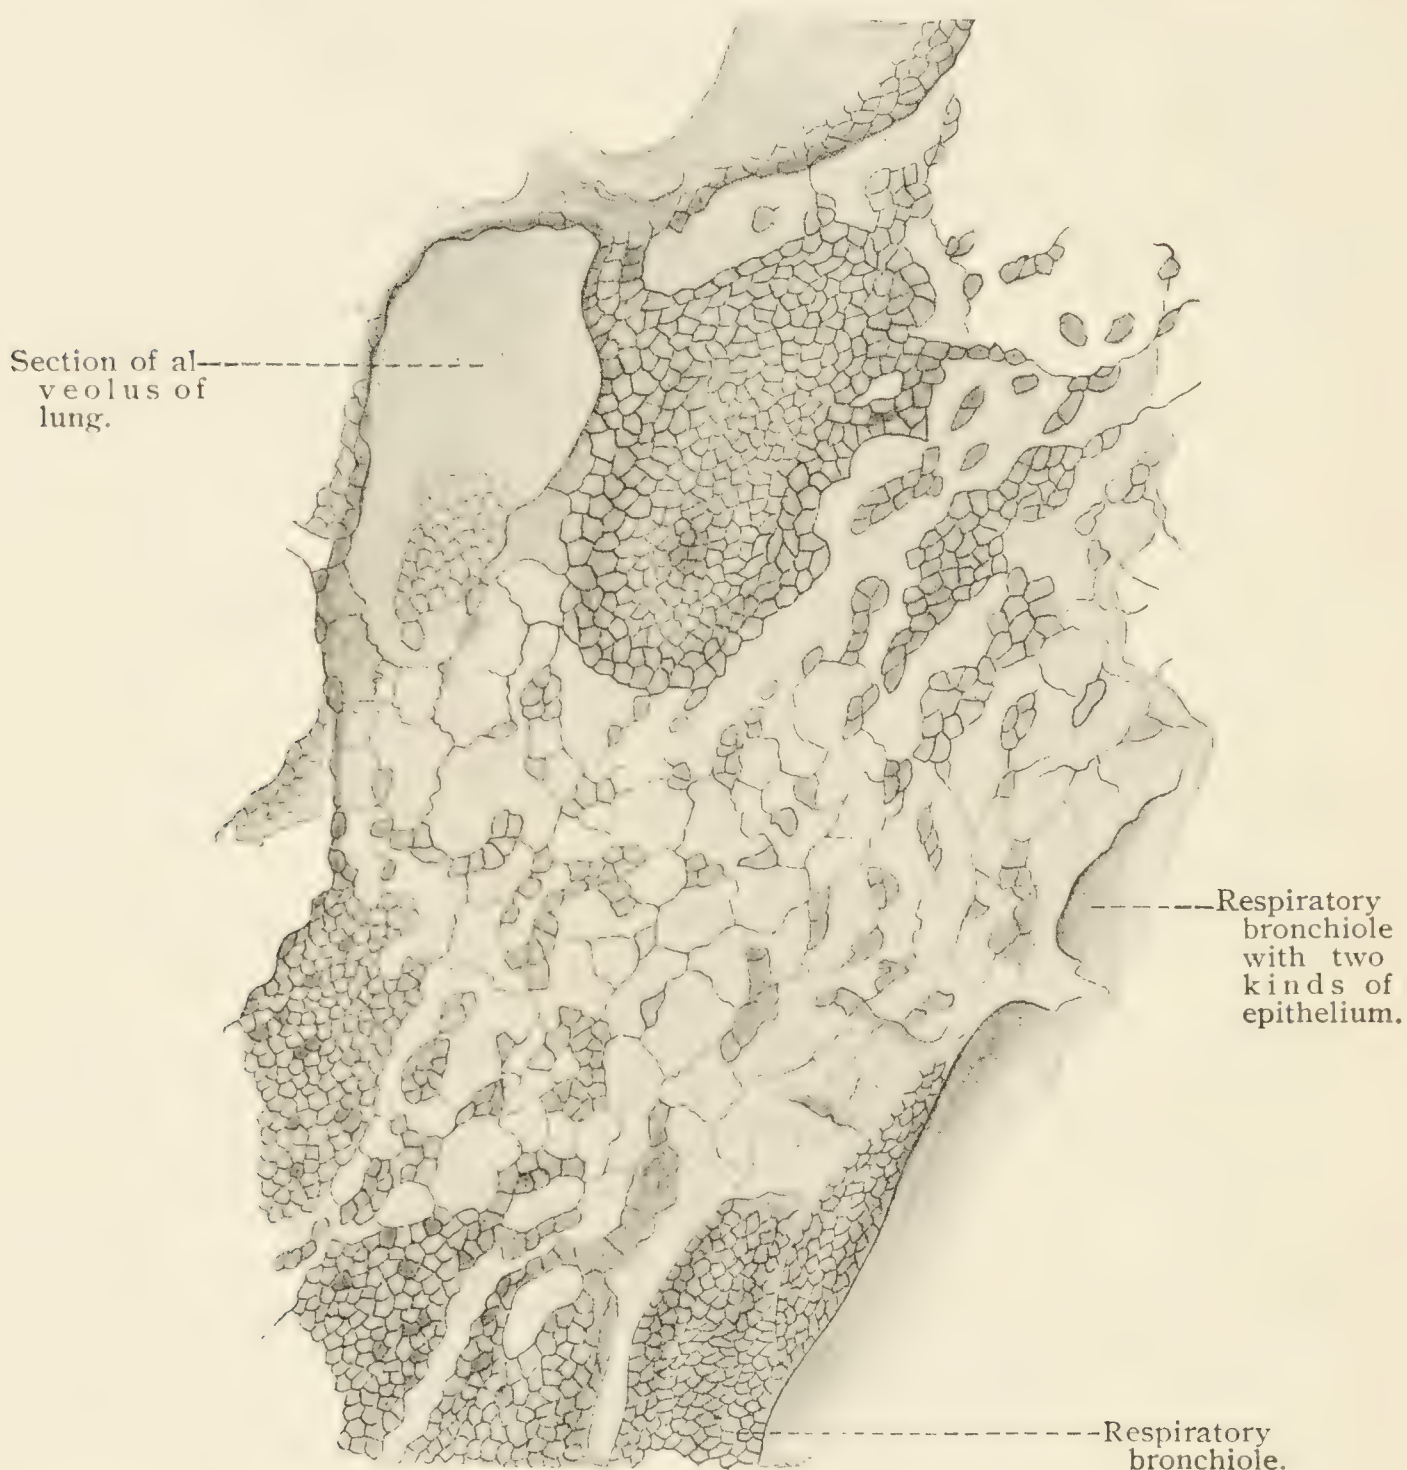 Section of al
veolus of
lung.
Respiratory
bronchiole
with two
kinds of
epithelium.
Respiratory
bronchiole.